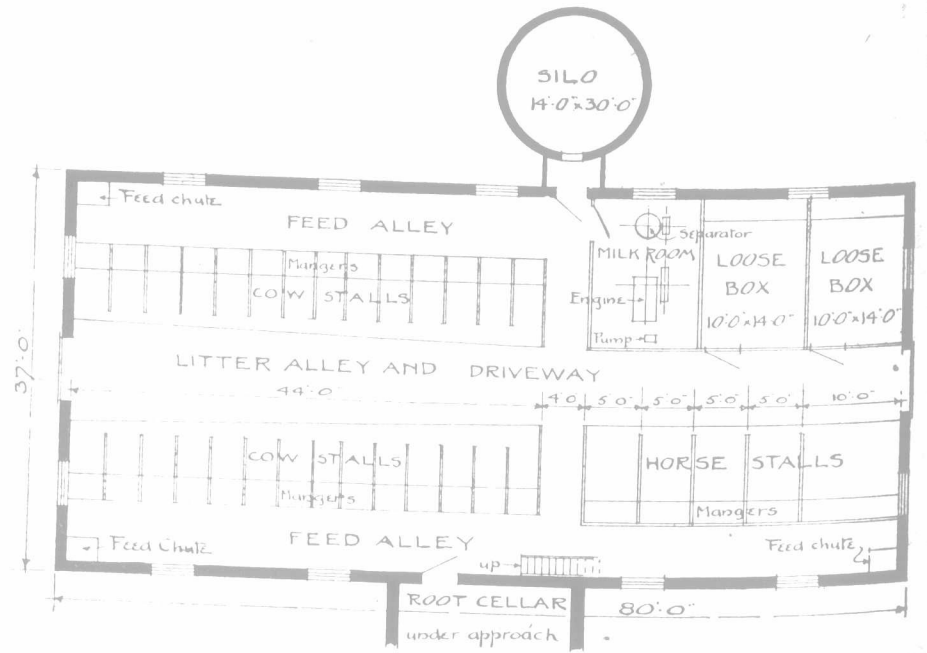 SILO
14'-0" x 30'-0"
Feed chute
FEED ALLEY
Mangers
COW STALLS
Separator
MILK ROOM
Engine
Pump
LOOSE
BOX
10'-0" x 14'-0"
LOOSE
BOX
10'-0" x 14'-0"
37'-0"
LITTER ALLEY AND DRIVEWAY
44'-0"
4'-0"
5'-0"
5'-0"
5'-0"
5'-0"
10'-0"
COW STALLS
Mangers
HORSE STALLS
Mangers
Feed Chute
FEED ALLEY
Feed chute
up
ROOT CELLAR
under approach
80'-0"